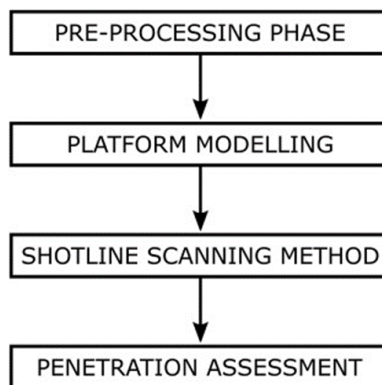 PRE-PROCESSING PHASE
PLATFORM MODELLING
SHOTLINE SCANNING METHOD
PENETRATION ASSESSMENT